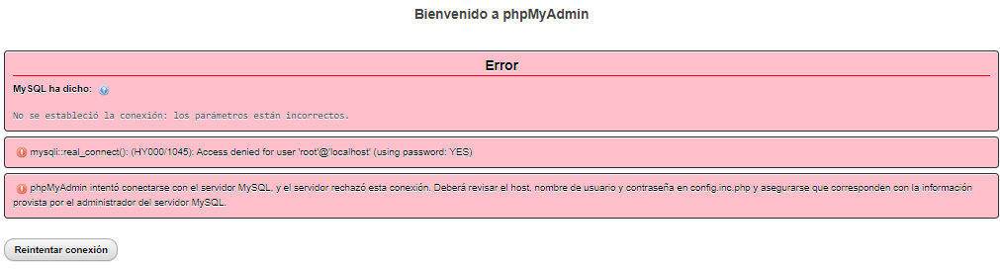 Bienvenido a phpMyAdmin
Error
MySQL ha dicho:
No se estableció la conexión: los parámetros están incorrectos.
mysqli::real_connect(): (HY000/1045): Access denied for user 'root'@'localhost' (using password: YES)
phpMyAdmin intentó conectarse con el servidor MySQL, y el servidor rechazó esta conexión. Deberá revisar el host, nombre de usuario y contraseña en config.inc.php y asegurarse que corresponden con la información
provista por el administrador del servidor MySQL.
Reintentar conexión